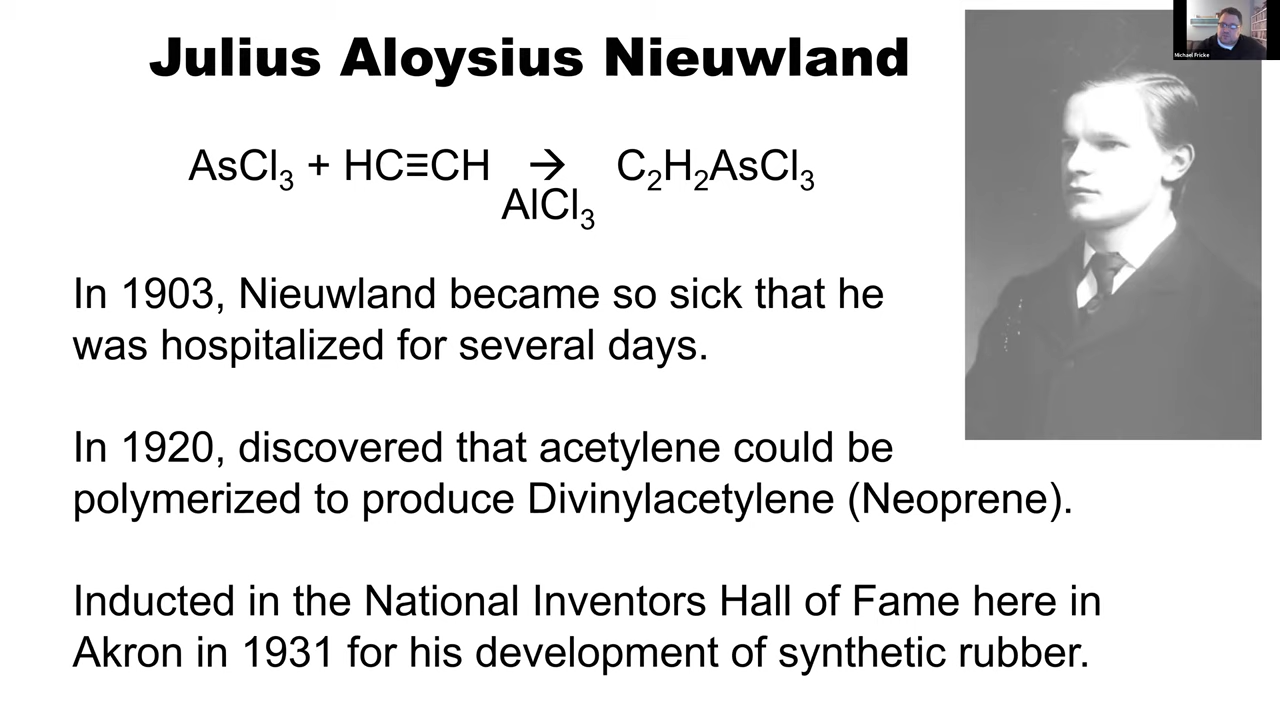 Julius Aloysius Nieuwland
AsCl₃ + HC≡CH → C₂H₂AsCl₃
AlCl₃
In 1903, Nieuwland became so sick that he
was hospitalized for several days.
In 1920, discovered that acetylene could be
polymerized to produce Divinylacetylene (Neoprene).
Inducted in the National Inventors Hall of Fame here in
Akron in 1931 for his development of synthetic rubber.
Michael Fricke